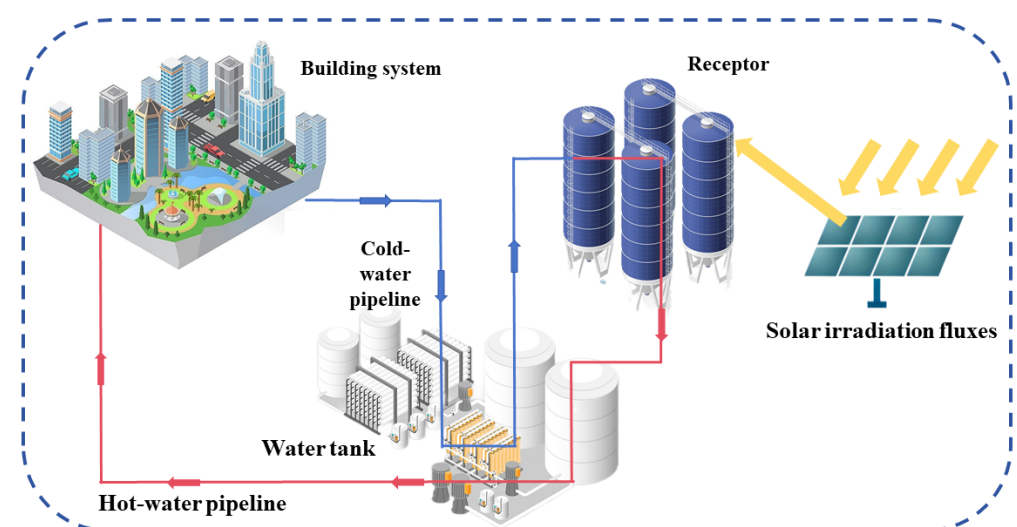 Building system
Receptor
Cold-
water
pipeline
Solar irradiation fluxes
Water tank
Hot-water pipeline